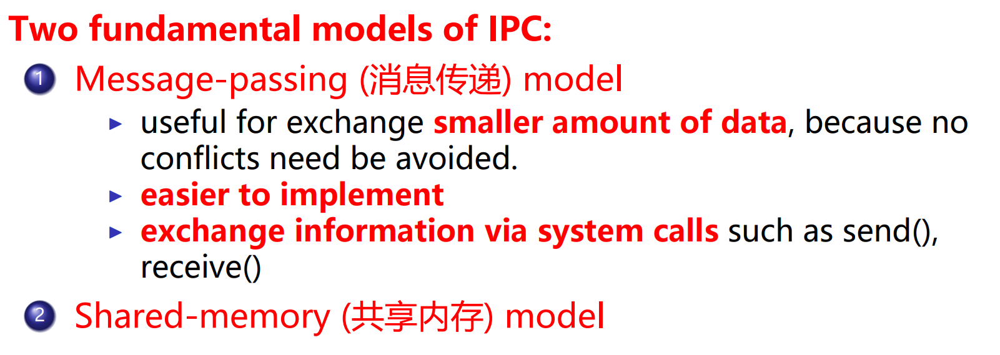 Two fundamental models of IPC:
1 Message-passing (消息传递) model
▶ useful for exchange smaller amount of data, because no
conflicts need be avoided.
▶ easier to implement
▶ exchange information via system calls such as send(),
receive()
2 Shared-memory (共享内存) model